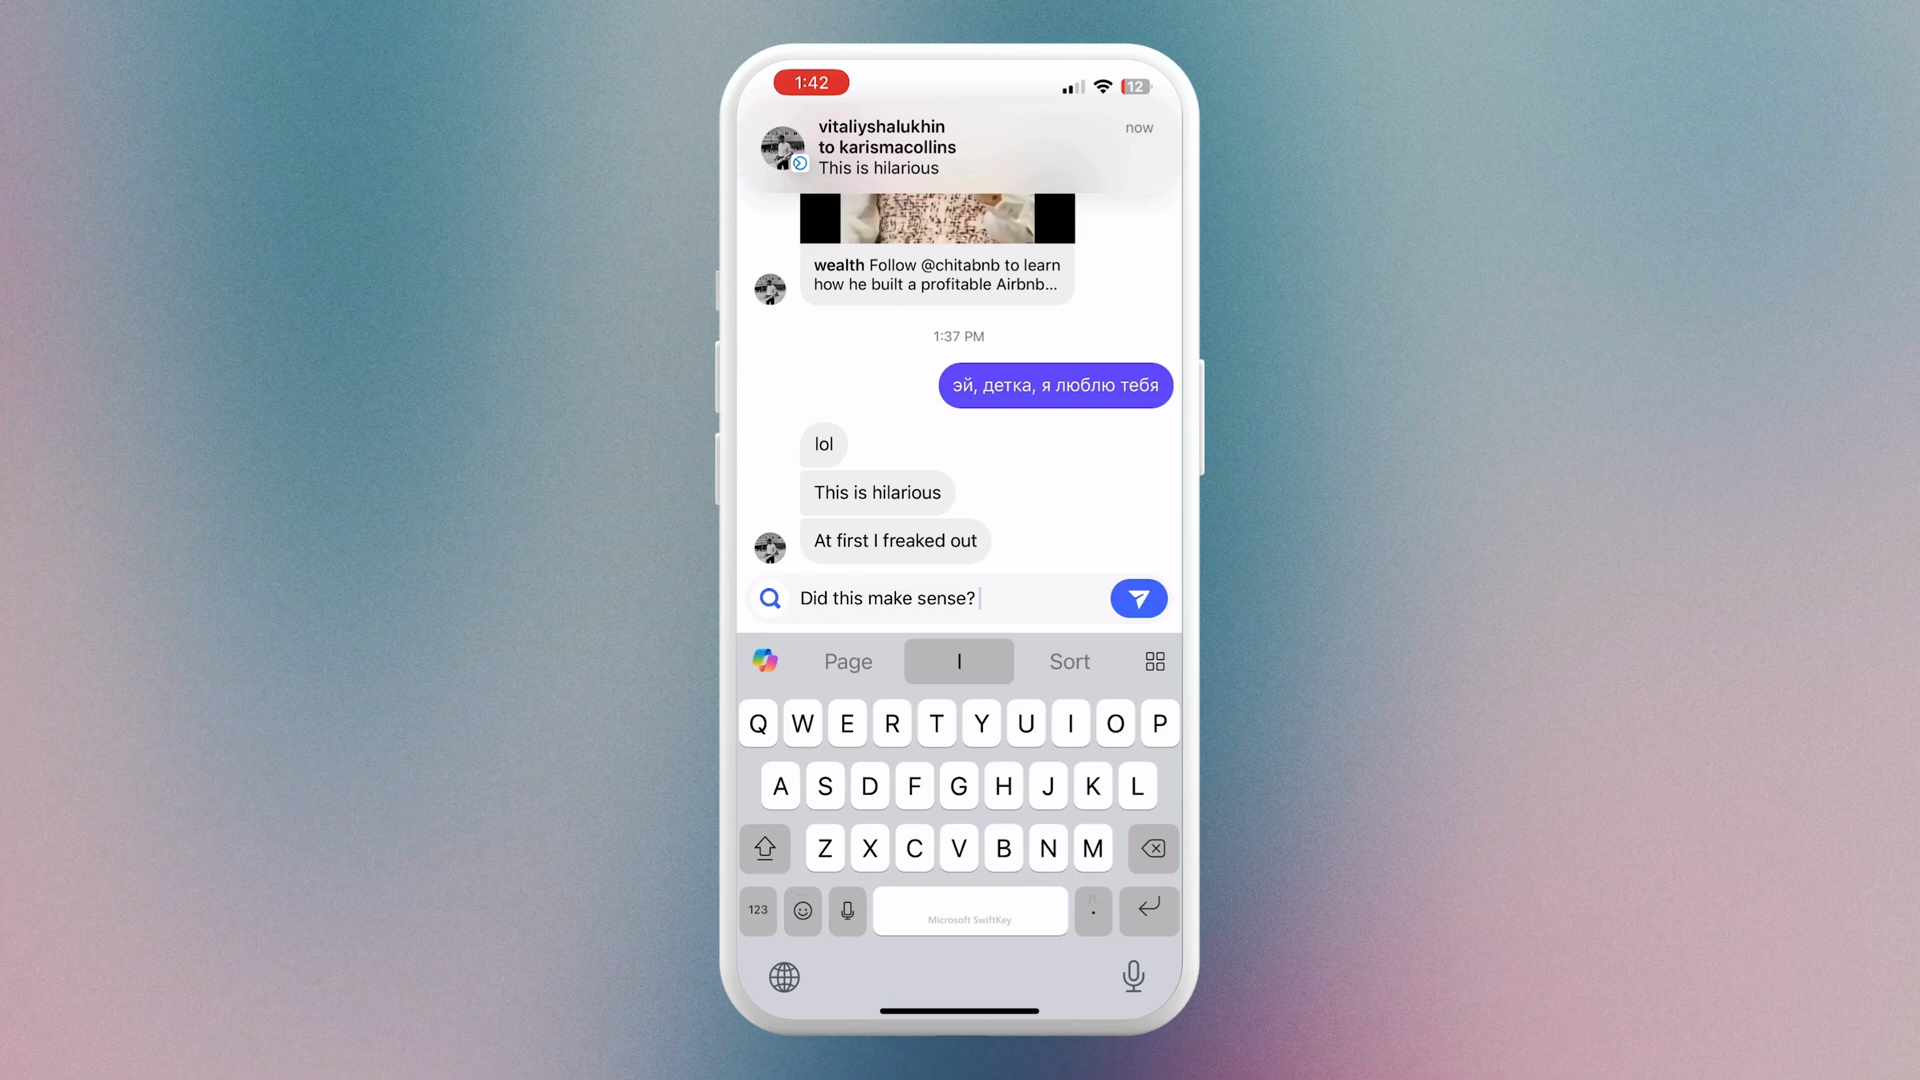 1:42
12
vitaliyshalukhin
to karismacollins
now
This is hilarious
wealth Follow @chitabnb to learn
how he built a profitable Airbnb...
1:37 PM
эй, детка, я люблю тебя
lol
This is hilarious
At first I freaked out
Did this make sense?
Page I Sort
Q W E R T Y U I O P
A S D F G H J K L
Z X C V B N M
123 Microsoft SwiftKey ?!, .